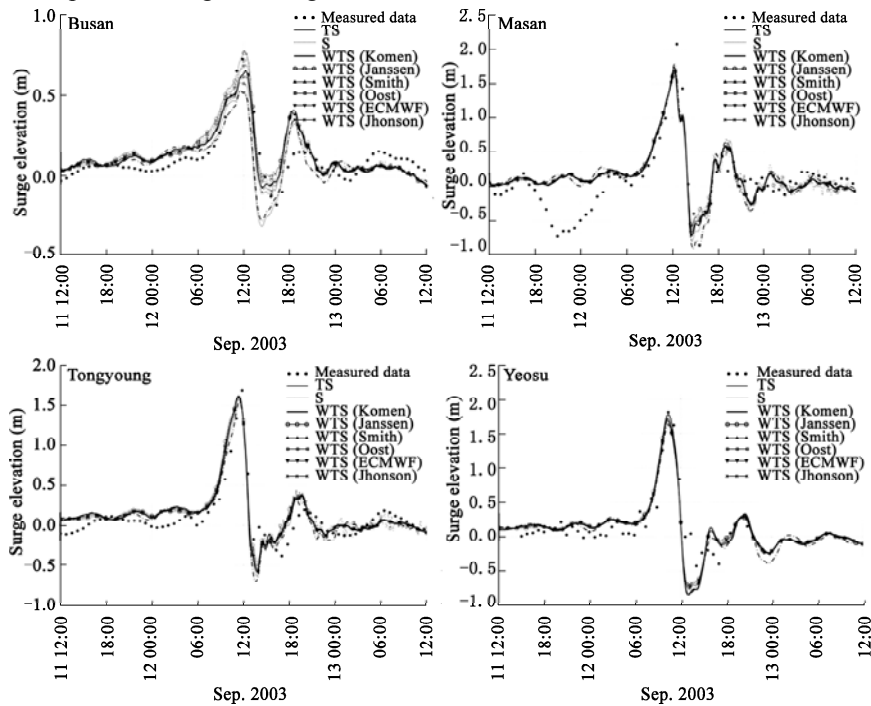 Busan
Surge elevation (m)
1.0
0.5
0.0
−0.5
Measured data
TS
S
WTS (Komen)
WTS (Janssen)
WTS (Smith)
WTS (Oost)
WTS (ECMWF)
WTS (Jhonson)
11 12:00
18:00
12 00:00
06:00
12:00
18:00
13 00:00
06:00
12:00
Sep. 2003
Masan
Surge elevation (m)
2.5
2.0
1.5
1.0
0.5
0.0
−0.5
−1.0
Measured data
TS
S
WTS (Komen)
WTS (Janssen)
WTS (Smith)
WTS (Oost)
WTS (ECMWF)
WTS (Jhonson)
11 12:00
18:00
12 00:00
06:00
12:00
18:00
13 00:00
06:00
12:00
Sep. 2003
Tongyoung
Surge elevation (m)
2.0
1.5
1.0
0.5
0.0
−0.5
−1.0
Measured data
TS
S
WTS (Komen)
WTS (Janssen)
WTS (Smith)
WTS (Oost)
WTS (ECMWF)
WTS (Jhonson)
11 12:00
18:00
12 00:00
06:00
12:00
18:00
13 00:00
06:00
12:00
Sep. 2003
Yeosu
Surge elevation (m)
2.5
2.0
1.5
1.0
0.5
0.0
−0.5
−1.0
Measured data
TS
S
WTS (Komen)
WTS (Janssen)
WTS (Smith)
WTS (Oost)
WTS (ECMWF)
WTS (Jhonson)
11 12:00
18:00
12 00:00
06:00
12:00
18:00
13 00:00
06:00
12:00
Sep. 2003